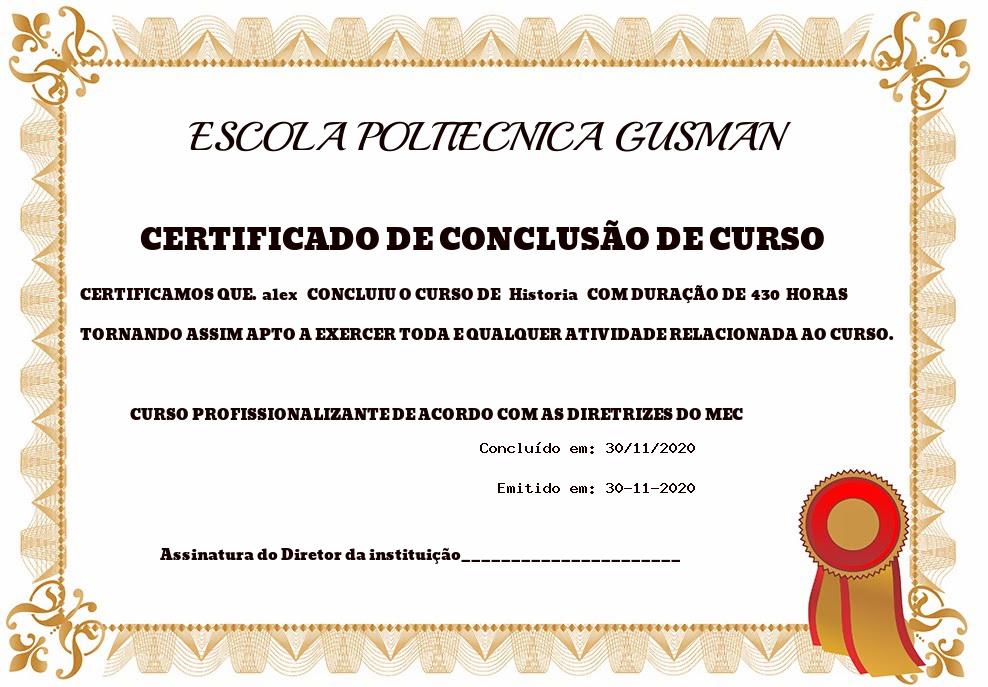 ESCOLA POLITECNICA GUSMAN
CERTIFICADO DE CONCLUSÃO DE CURSO
CERTIFICAMOS QUE. alex CONCLUIU O CURSO DE Historia COM DURAÇÃO DE 430 HORAS
TORNANDO ASSIM APTO A EXERCER TODA E QUALQUER ATIVIDADE RELACIONADA AO CURSO.
CURSO PROFISSIONALIZANTE DE ACORDO COM AS DIRETRIZES DO MEC
Concluído em: 30/11/2020
Emitido em: 30-11-2020
Assinatura do Diretor da instituição______________________